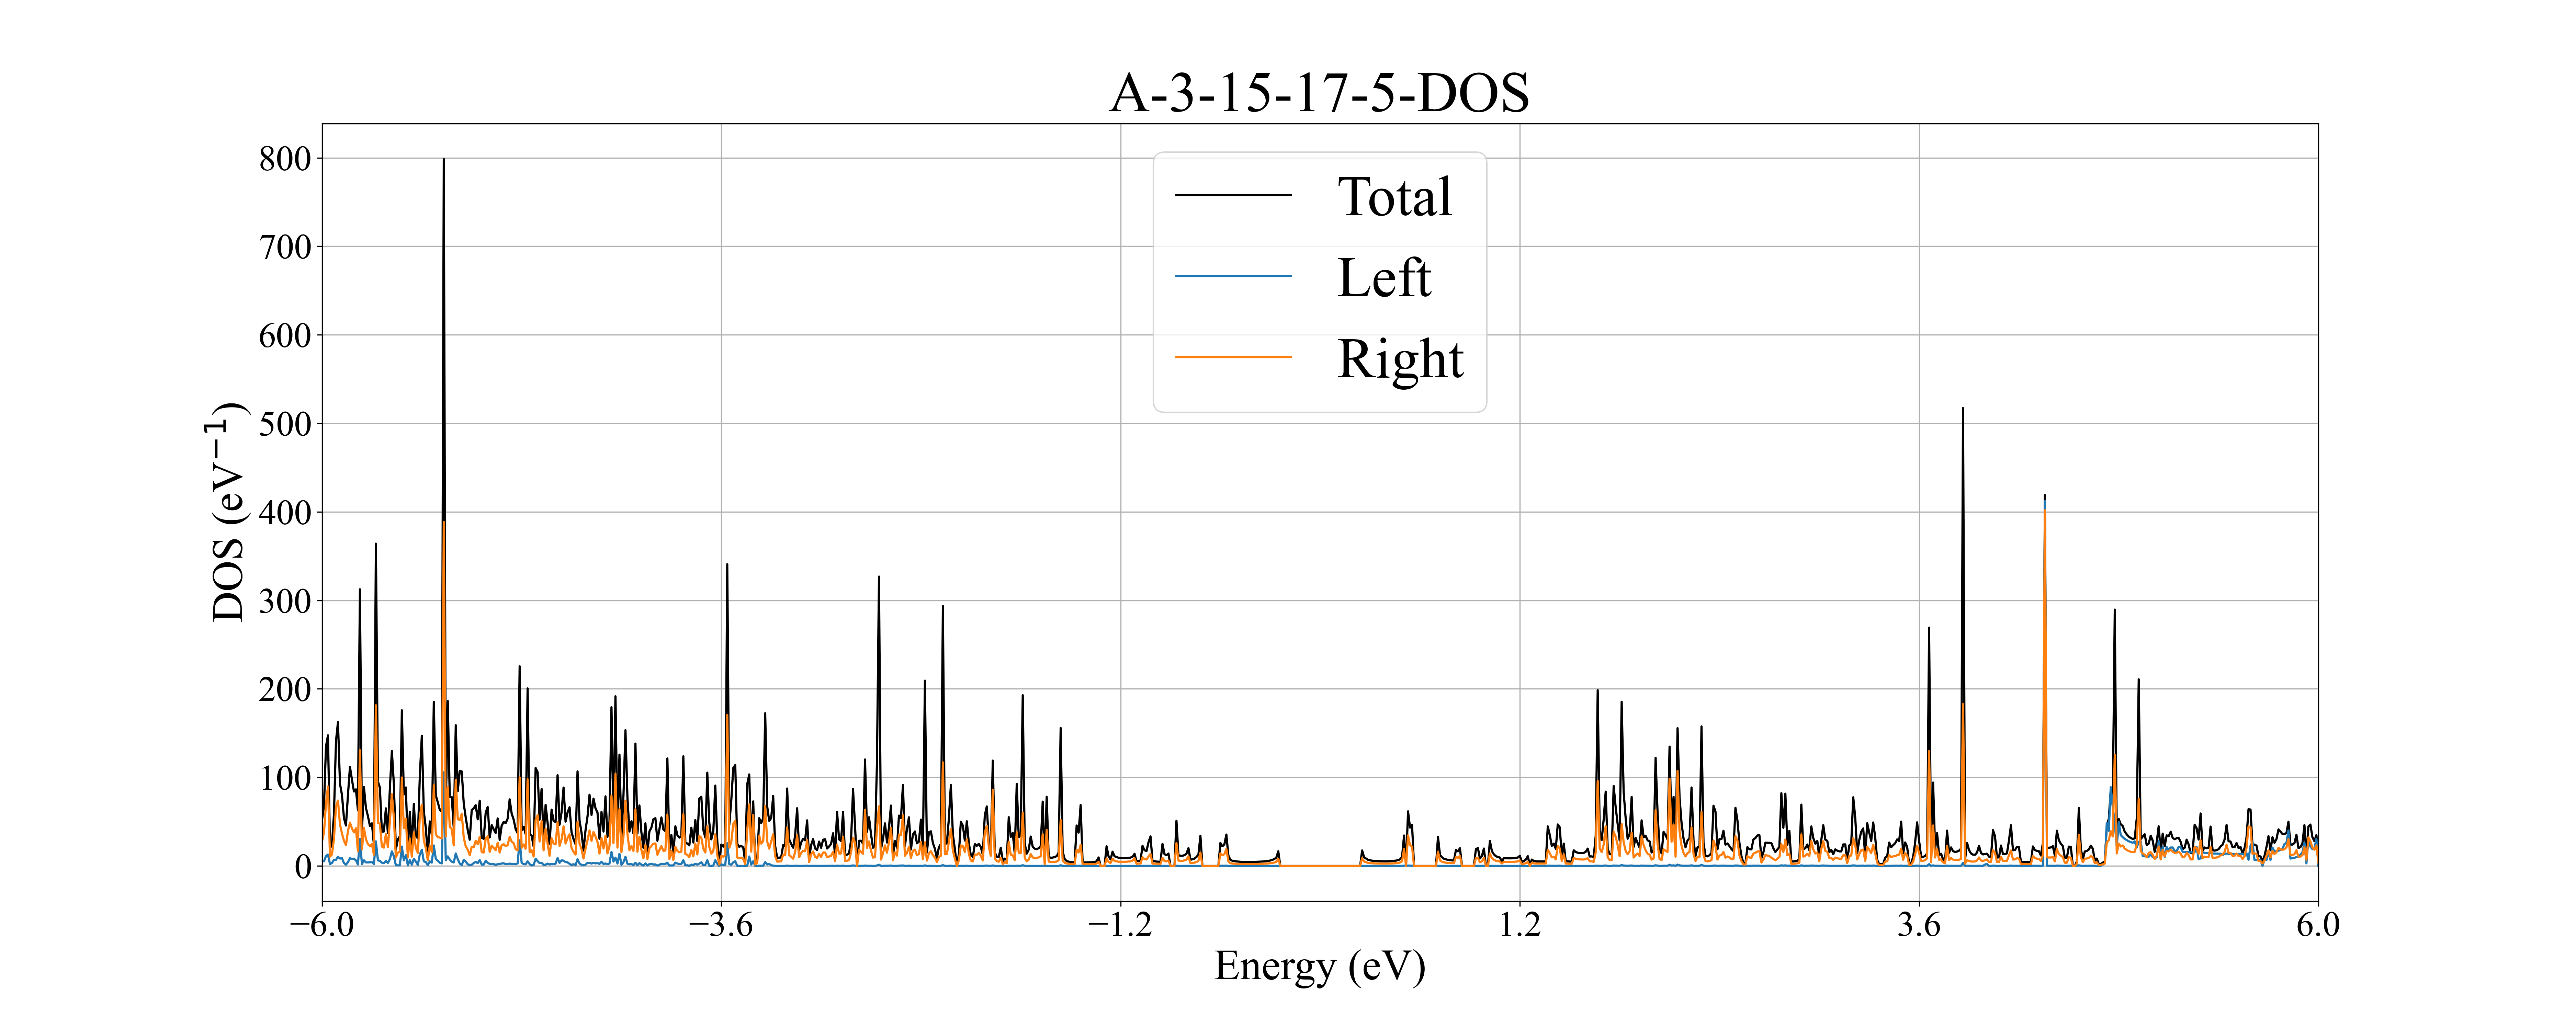 A-3-15-17-5-DOS
Total
Left
Right
DOS (eV⁻¹)
800
700
600
500
400
300
200
100
0
−6.0 −3.6 −1.2 1.2 3.6 6.0
Energy (eV)